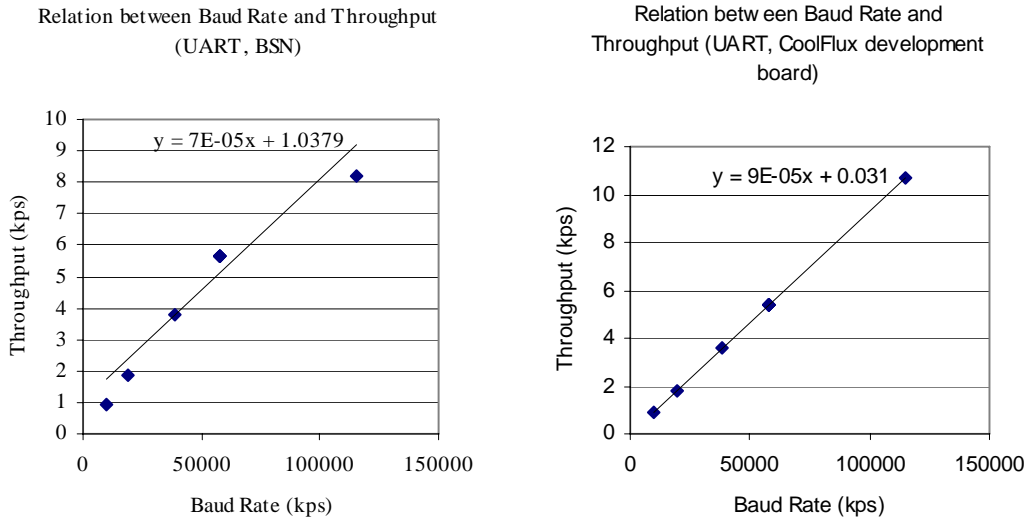 Relation between Baud Rate and Throughput
(UART, BSN)
10
9
8
7
6
5
4
3
2
1
0
y = 7E-05x + 1.0379
Throughput (kps)
0
50000
100000
150000
Baud Rate (kps)
Relation betw een Baud Rate and
Throughput (UART, CoolFlux development
board)
12
10
8
6
4
2
0
y = 9E-05x + 0.031
Throughput (kps)
0
50000
100000
150000
Baud Rate (kps)